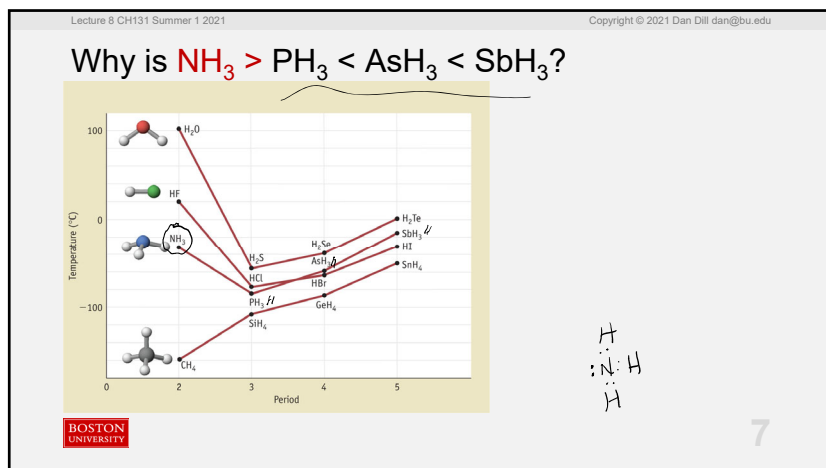 Lecture 8 CH131 Summer 1 2021
Copyright © 2021 Dan Dill dan@bu.edu
Why is NH₃ > PH₃ < AsH₃ < SbH₃?
100
H₂O
HF
0
H₂Te
NH₃
SbH₃
H₂Se
HI
H₂S
AsH₃
SnH₄
HCl
HBr
−100
PH₃
GeH₄
SiH₄
CH₄
Temperature (°C)
0 2 3 4 5
Period
H
:N:H
H
BOSTON
UNIVERSITY
7